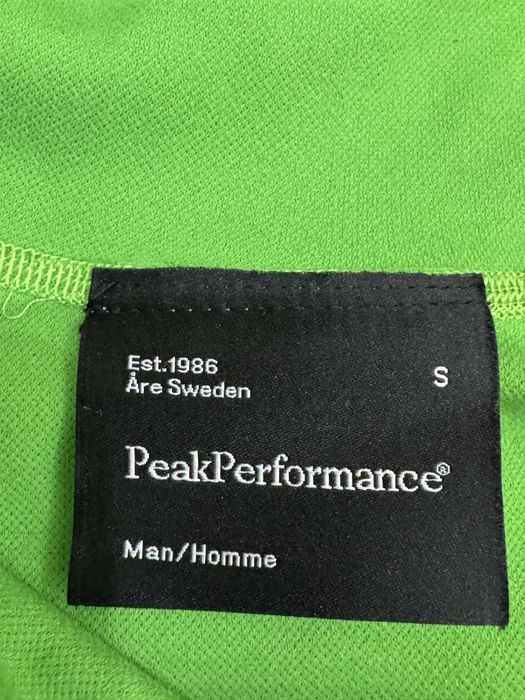 Est.1986
Åre Sweden
S
PeakPerformance®
Man/Homme